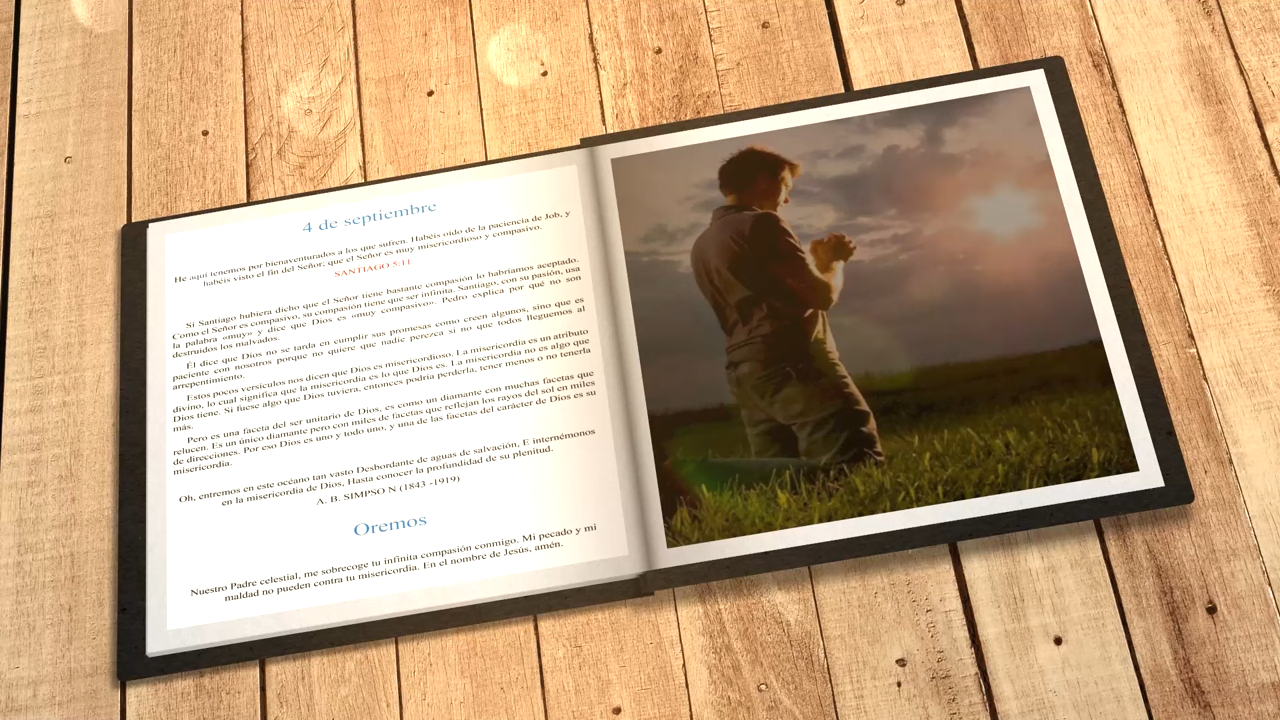 4 de septiembre
He aquí tenemos por bienaventurados a los que sufren. Habéis oído de la paciencia de Job, y
habéis visto el fin del Señor; que el Señor es muy misericordioso y compasivo.
SANTIAGO 5:11
Si Santiago hubiera dicho que el Señor tiene bastante compasión lo habríamos aceptado.
Como el Señor es compasivo, su compasión tiene que ser infinita. Santiago, con su pasión, usa
la palabra «muy» y dice que Dios es «muy compasivo». Pedro explica por qué no son
destruidos los malvados.
Él dice que Dios no se tarda en cumplir sus promesas como creen algunos, sino que es
paciente con nosotros porque no quiere que nadie perezca si no que todos lleguemos al
arrepentimiento.
Estos pocos versículos nos dicen que Dios es misericordioso. La misericordia es un atributo
divino, lo cual significa que la misericordia es lo que Dios es. La misericordia no es algo que
Dios tiene. Si fuese algo que Dios tuviera, entonces podría perderla, tener menos o no tenerla
más.
Pero es una faceta del ser unitario de Dios, es como un diamante con muchas facetas que
relucen. Es un único diamante pero con miles de facetas que reflejan los rayos del sol en miles
de direcciones. Por eso Dios es uno y todo uno, y una de las facetas del carácter de Dios es su
misericordia.
Oh, entremos en este océano tan vasto Desbordante de aguas de salvación, E internémonos
en la misericordia de Dios, Hasta conocer la profundidad de su plenitud.
A. B. SIMPSO N (1843 -1919)
Oremos
Nuestro Padre celestial, me sobrecoge tu infinita compasión conmigo. Mi pecado y mi
maldad no pueden contra tu misericordia. En el nombre de Jesús, amén.